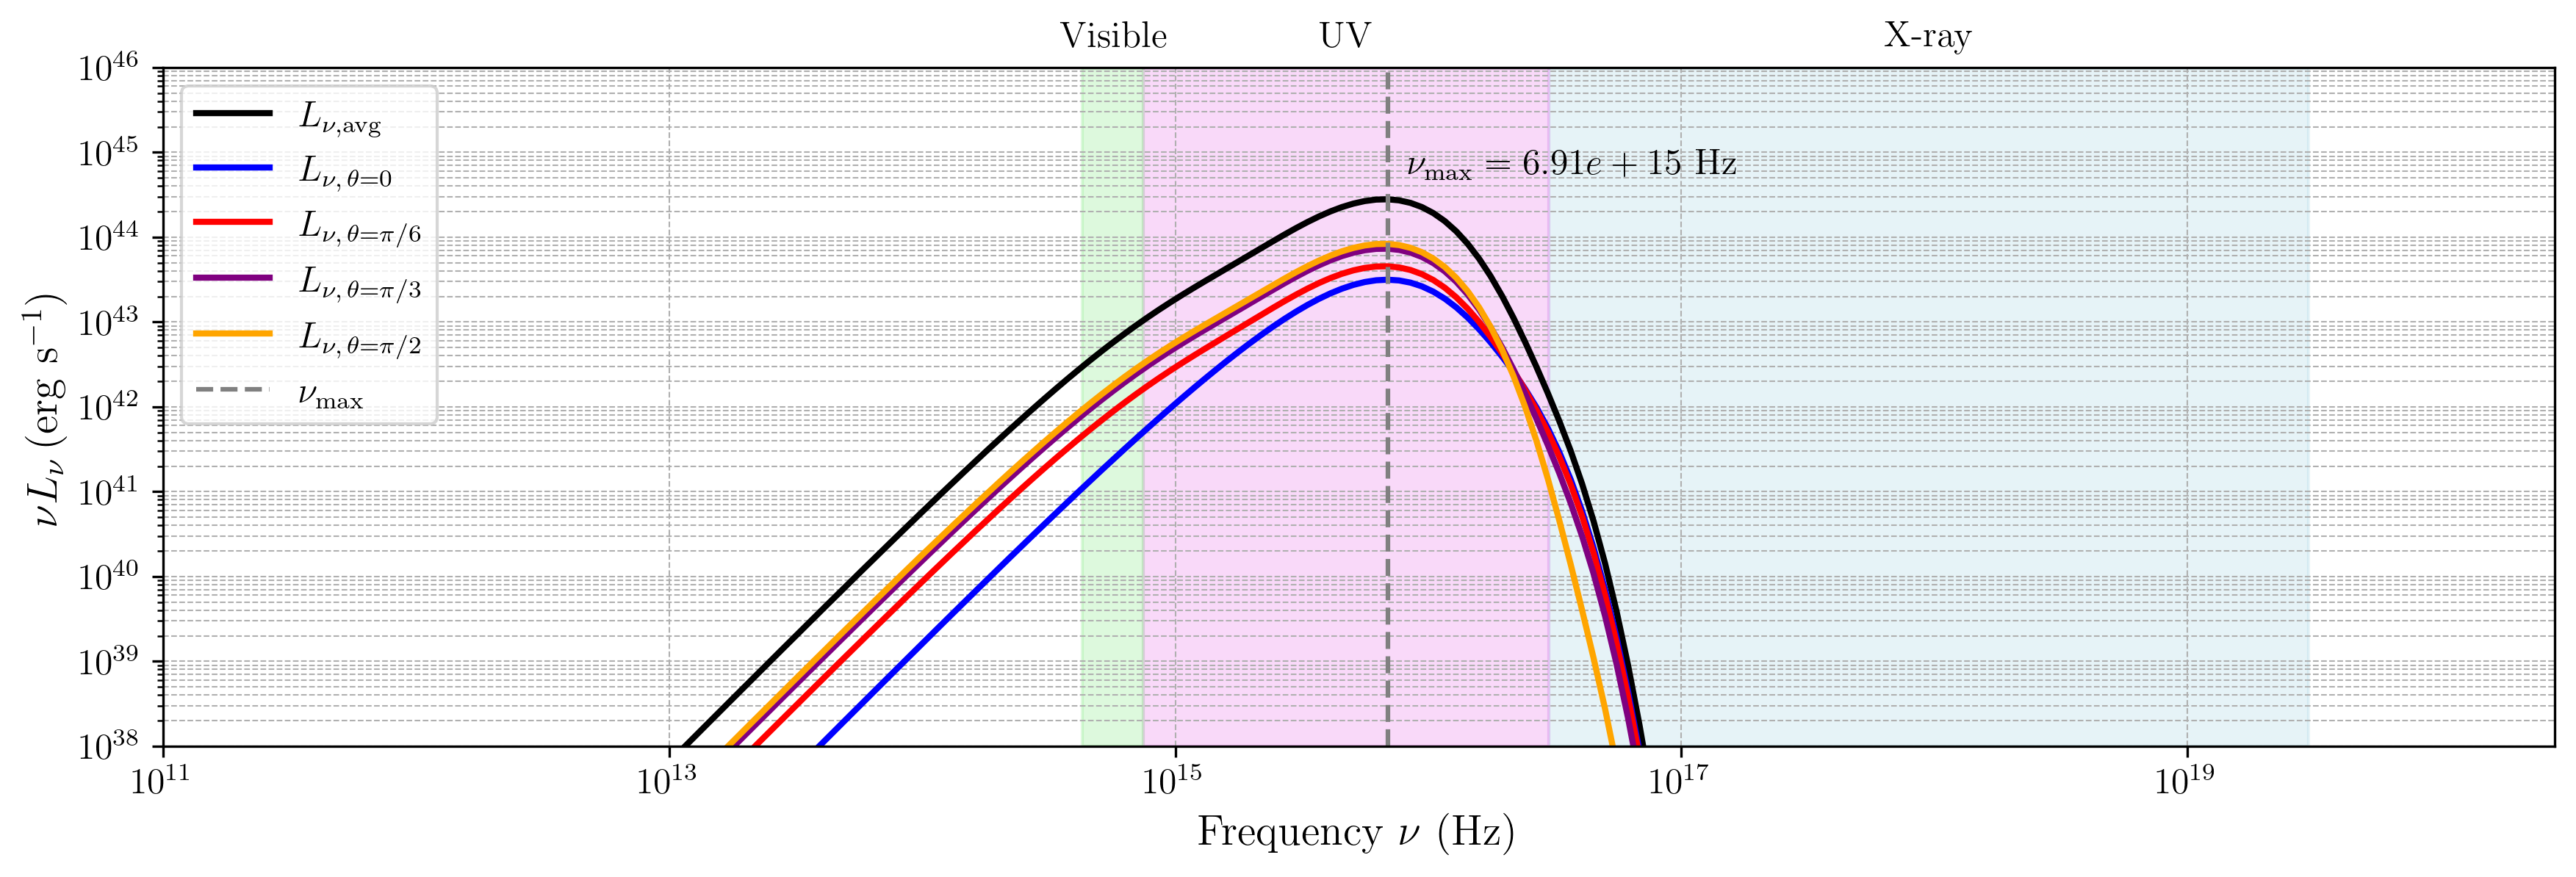 Visible UV X-ray
10^46
10^45
10^44
10^43
10^42
10^41
10^40
10^39
10^38
νL_ν (erg s^−1)
L_ν,avg
L_ν, θ=0
L_ν, θ=π/6
L_ν, θ=π/3
L_ν, θ=π/2
ν_max
ν_max = 6.91e + 15 Hz
10^11 10^13 10^15 10^17 10^19
Frequency ν (Hz)